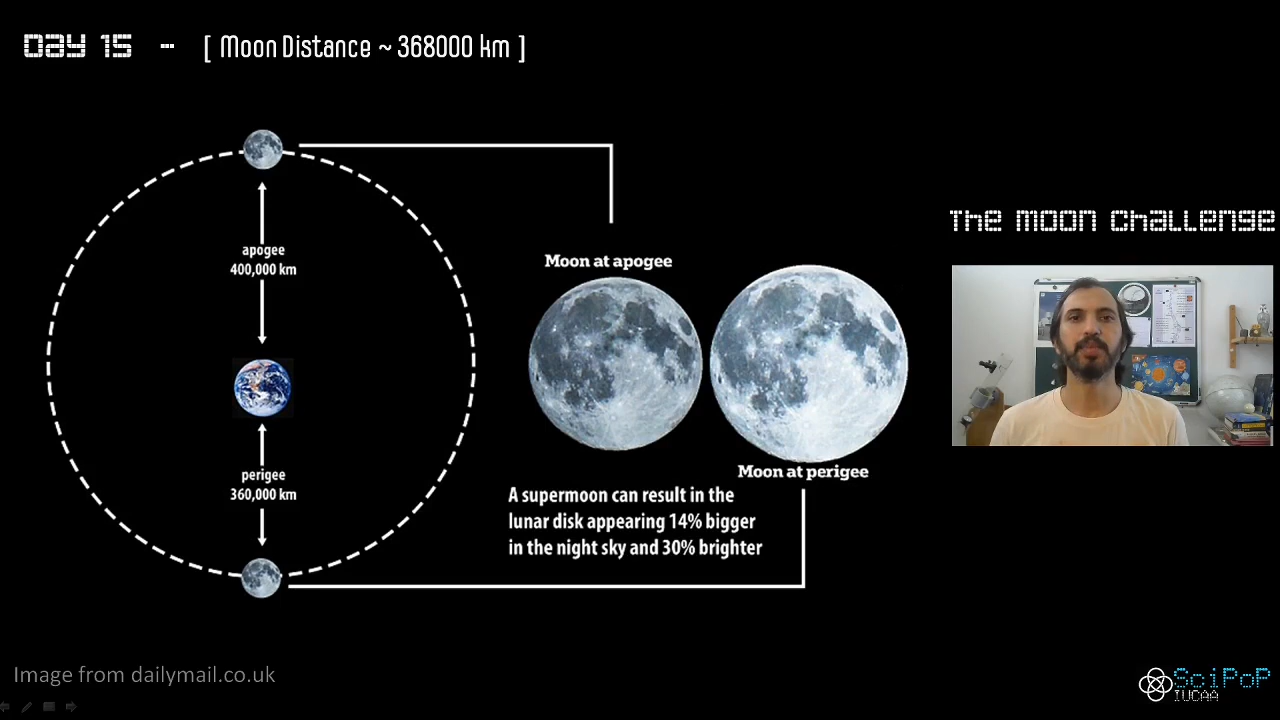 Day 15 - [ Moon Distance ~ 368000 km ]
apogee
400,000 km
perigee
360,000 km
Moon at apogee
Moon at perigee
A supermoon can result in the
lunar disk appearing 14% bigger
in the night sky and 30% brighter
The Moon Challenge
Image from dailymail.co.uk
SciPoP
IUCAA